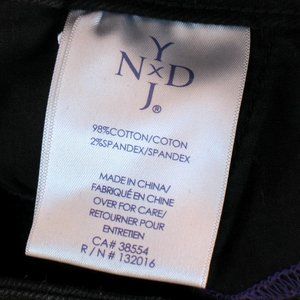 Y
N×D
J®
98%COTTON/COTON
2%SPANDEX/SPANDEX
MADE IN CHINA/
FABRIQUÉ EN CHINE
OVER FOR CARE/
RETOURNER POUR
ENTRETIEN
CA# 38554
R / N # 132016